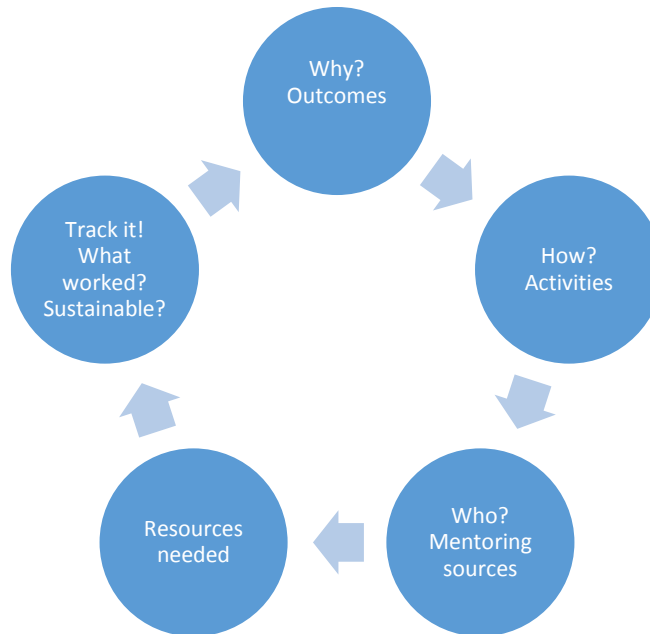 Why?
Outcomes
How?
Activities
Who?
Mentoring
sources
Resources
needed
Track it!
What
worked?
Sustainable?